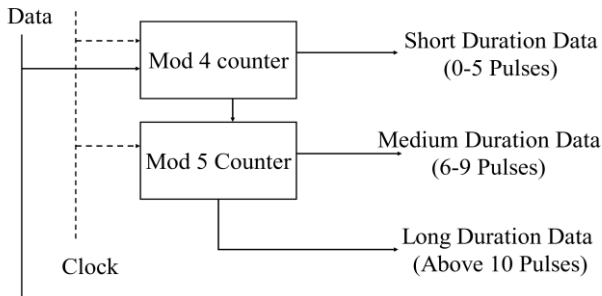 Data
Mod 4 counter
Short Duration Data
(0-5 Pulses)
Mod 5 Counter
Medium Duration Data
(6-9 Pulses)
Long Duration Data
(Above 10 Pulses)
Clock